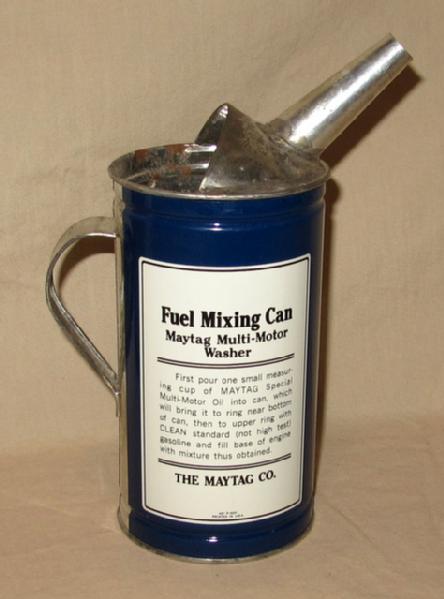 Fuel Mixing Can
Maytag Multi-Motor
Washer
First pour one small measur-
ing cup of MAYTAG Special
Multi-Motor Oil into can, which
will bring it to ring near bottom
of can, then to upper ring with
CLEAN standard (not high test)
gasoline and fill base of engine
with mixture thus obtained.
THE MAYTAG CO.
PRINTED IN U.S.A.